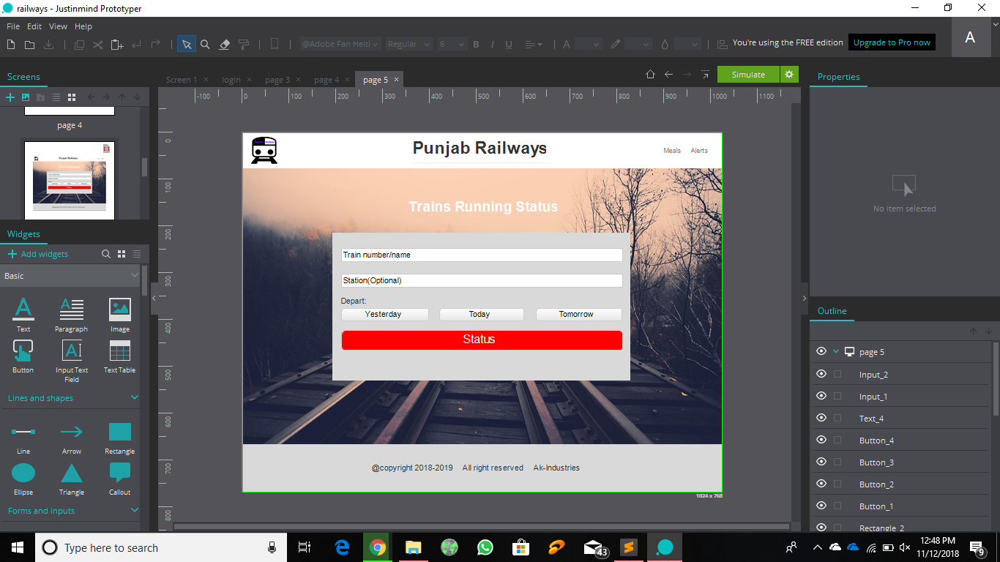 railways - Justinmind Prototyper
File Edit View Help
@Adobe Fan Heiti Regular 6 B I U A
You're using the FREE edition Upgrade to Pro now A
Screens
Screen 1 × login × page 3 × page 4 × page 5 ×
Simulate
Properties
-100 0 100 200 300 400 500 600 700 800 900 1000 1100
page 4
0
100
200
300
400
500
600
700
800
Punjab Railways
Meals Alerts
Trains Running Status
Train number/name
Station(Optional)
Depart:
Yesterday Today Tomorrow
Status
@copyright 2018-2019 All right reserved Ak-Industries
1024 x 768
No item selected
Widgets
Add widgets
Basic
Text Paragraph Image
Button Input Text Field Text Table
Lines and shapes
Line Arrow Rectangle
Ellipse Triangle Callout
Forms and inputs
Outline
page 5
Input_2
Input_1
Text_4
Button_4
Button_3
Button_2
Button_1
Rectangle_2
Type here to search
43
12:48 PM
11/12/2018
9